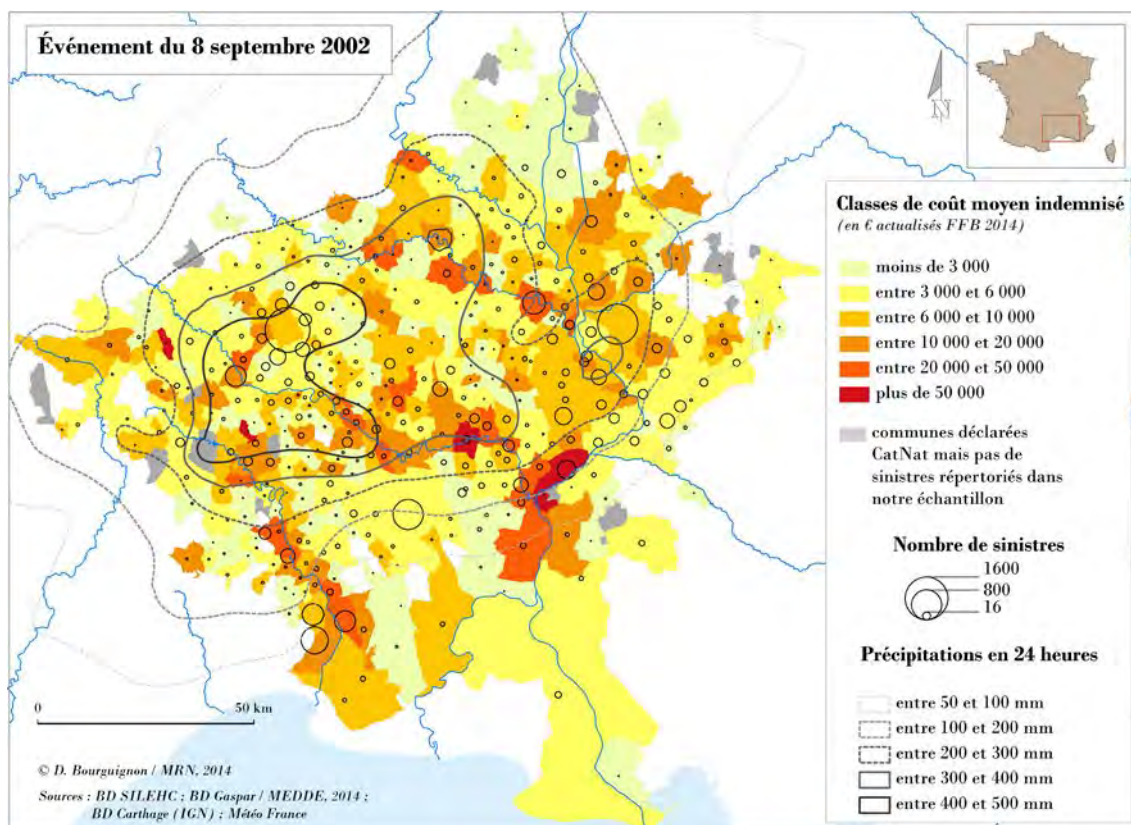 Événement du 8 septembre 2002
N
Classes de coût moyen indemnisé
(en € actualisés FFB 2014)
moins de 3 000
entre 3 000 et 6 000
entre 6 000 et 10 000
entre 10 000 et 20 000
entre 20 000 et 50 000
plus de 50 000
communes déclarées
CatNat mais pas de
sinistres répertoriés dans
notre échantillon
Nombre de sinistres
1600
800
16
Précipitations en 24 heures
entre 50 et 100 mm
entre 100 et 200 mm
entre 200 et 300 mm
entre 300 et 400 mm
entre 400 et 500 mm
0 50 km
© D. Bourguignon / MRN, 2014
Sources : BD SILEHC ; BD Gaspar / MEDDE, 2014 ;
BD Carthage (IGN) ; Météo France